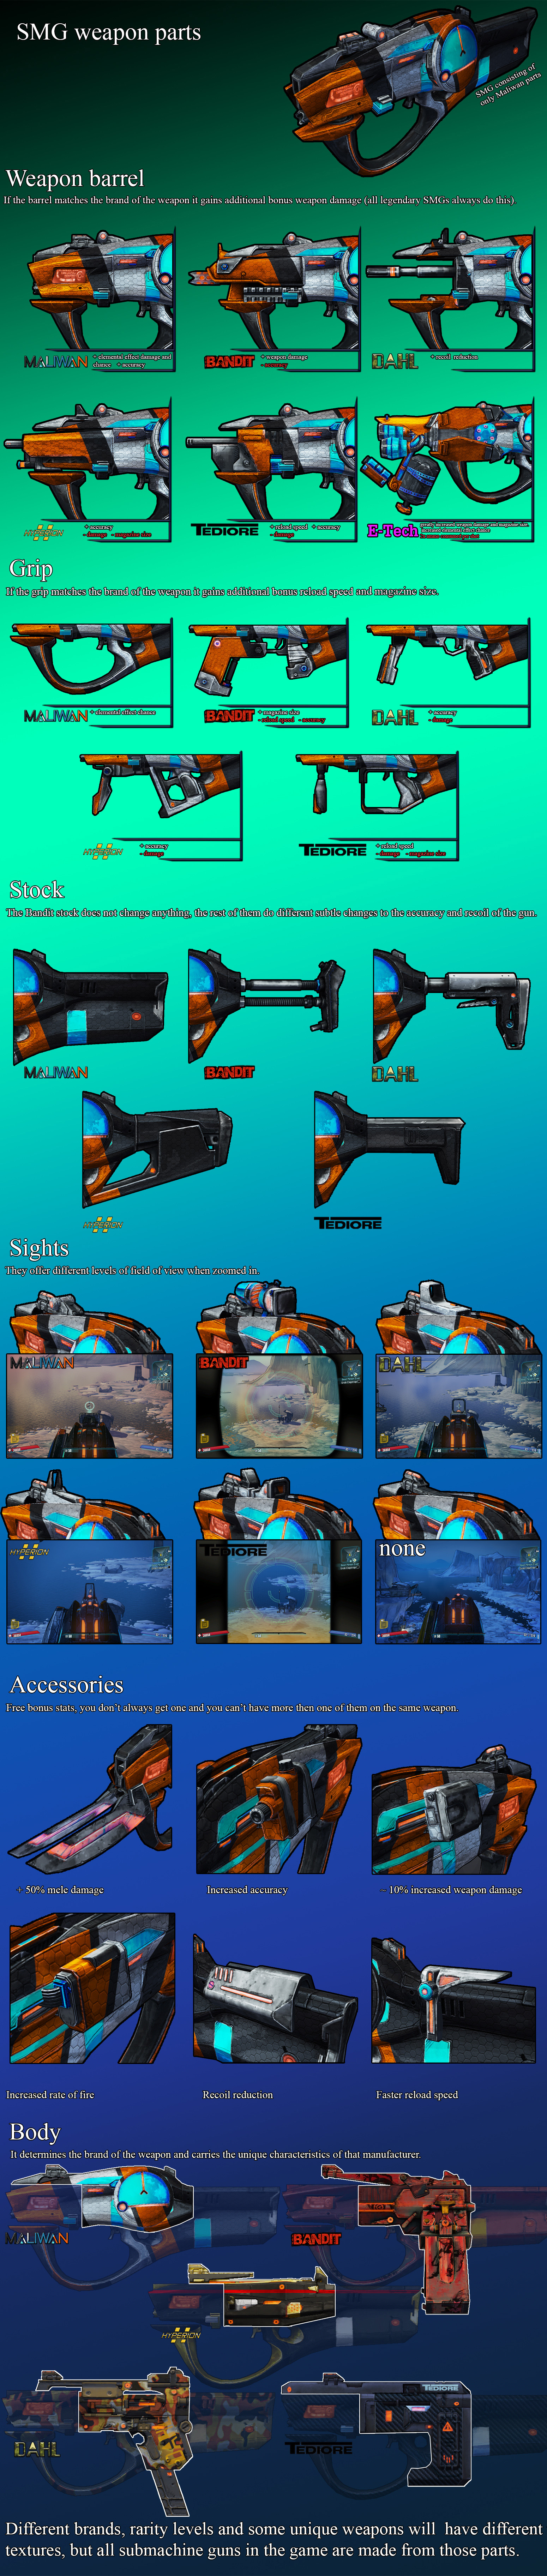 SMG weapon parts
SMG consisting of
only Maliwan parts
Weapon barrel
If the barrel matches the brand of the weapon it gains additional bonus weapon damage (all legendary SMGs always do this).
MALIWAN
+ elemental effect damage and
chance + accuracy
BANDIT
+ weapon damage
- accuracy
DAHL
+ recoil reduction
HYPERION
+ accuracy
- damage - magazine size
TEDIORE
+ reload speed + accuracy
- damage
E-Tech
Grip
If the grip matches the brand of the weapon it gains additional bonus reload speed and magazine size.
MALIWAN
+ elemental effect chance
BANDIT
+ magazine size
- reload speed - accuracy
DAHL
+ accuracy
- damage
HYPERION
+ accuracy
- damage
TEDIORE
+ reload speed
- damage - magazine size
Stock
The Bandit stock does not change anything, the rest of them do different subtle changes to the accuracy and recoil of the gun.
MALIWAN
BANDIT
DAHL
HYPERION
TEDIORE
Sights
They offer different levels of field of view when zoomed in.
MALIWAN
BANDIT
DAHL
HYPERION
TEDIORE
none
Accessories
Free bonus stats, you don't always get one and you can't have more then one of them on the same weapon.
+ 50% mele damage
Increased accuracy
~ 10% increased weapon damage
Increased rate of fire
Recoil reduction
Faster reload speed
Body
It determines the brand of the weapon and carries the unique characteristics of that manufacturer.
MALIWAN
BANDIT
HYPERION
DAHL
TEDIORE
TEDIORE
Different brands, rarity levels and some unique weapons will have different
textures, but all submachine guns in the game are made from those parts.